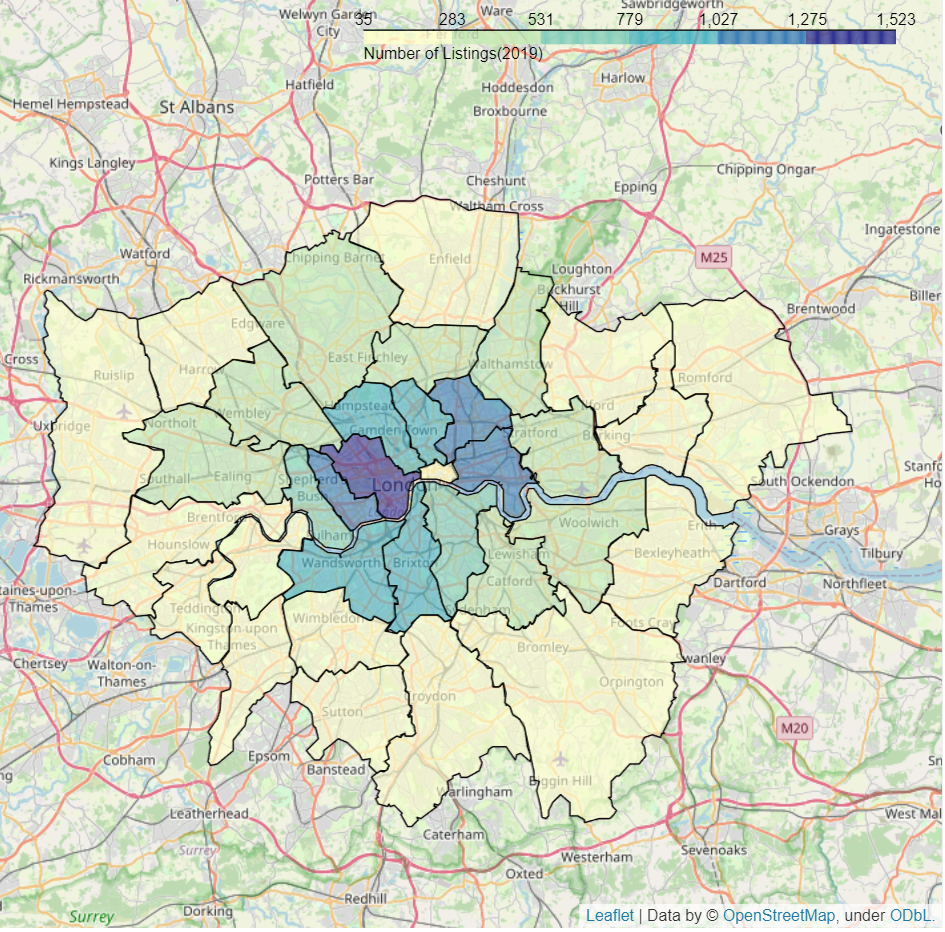 Sawbridgeworth
Ware
Welwyn Garden
City
35 283 531 779 1,027 1,275 1,523
Number of Listings(2019)
Hatfield
Hoddesdon
Harlow
Hemel Hempstead
St Albans
Broxbourne
Kings Langley
Potters Bar
Cheshunt
Epping
Chipping Ongar
Waltham Cross
Ingatestone
Watford
Chipping Barnet
Enfield
M25
Loughton
Rickmansworth
Buckhurst
Hill
Brentwood
Biller
Edgware
Cross
Ruislip
Harrow
East Finchley
Walthamstow
Romford
Uxbridge
Northolt
Wembley
Hampstead
Camden Town
Stratford
Ilford
Barking
Southall
Ealing
Shepherd's
Bush
London
South Ockendon
Stanfo
Brentford
Hounslow
Fulham
Woolwich
Erith
Grays
Tilbury
Wandsworth
Brixton
Lewisham
Catford
Bexleyheath
Dartford
Northfleet
taines-upon-
Thames
Teddington
Kingston upon
Thames
Wimbledon
Sydenham
Foots Cray
Bromley
Chertsey
Walton-on-
Thames
Swanley
Orpington
Sutton
Croydon
M20
Cobham
Epsom
Banstead
Biggin Hill
Warlingham
Leatherhead
Caterham
West Mal
Surrey
Westerham
Sevenoaks
Oxted
Redhill
Dorking
Surrey
Leaflet | Data by © OpenStreetMap, under ODbL.